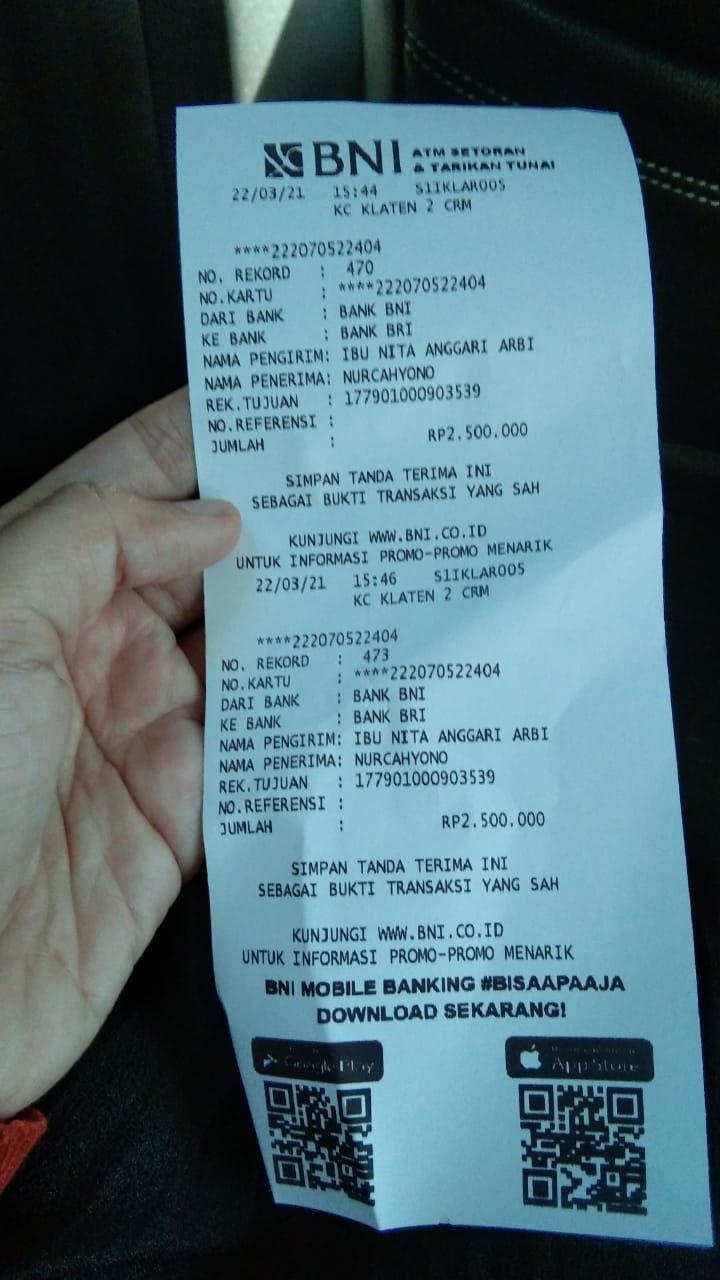 BNI ATM SETORAN
& TARIKAN TUNAI
22/03/21 15:44 S1IKLAR005
KC KLATEN 2 CRM
****222070522404
NO. REKORD : 470
NO.KARTU : ****222070522404
DARI BANK : BANK BNI
KE BANK : BANK BRI
NAMA PENGIRIM: IBU NITA ANGGARI ARBI
NAMA PENERIMA: NURCAHYONO
REK.TUJUAN : 177901000903539
NO.REFERENSI :
JUMLAH : RP2.500.000
SIMPAN TANDA TERIMA INI
SEBAGAI BUKTI TRANSAKSI YANG SAH
KUNJUNGI WWW.BNI.CO.ID
UNTUK INFORMASI PROMO-PROMO MENARIK
22/03/21 15:46 S1IKLAR005
KC KLATEN 2 CRM
****222070522404
NO. REKORD : 473
NO.KARTU : ****222070522404
DARI BANK : BANK BNI
KE BANK : BANK BRI
NAMA PENGIRIM: IBU NITA ANGGARI ARBI
NAMA PENERIMA: NURCAHYONO
REK.TUJUAN : 177901000903539
NO.REFERENSI :
JUMLAH : RP2.500.000
SIMPAN TANDA TERIMA INI
SEBAGAI BUKTI TRANSAKSI YANG SAH
KUNJUNGI WWW.BNI.CO.ID
UNTUK INFORMASI PROMO-PROMO MENARIK
BNI MOBILE BANKING #BISAAPAAJA
DOWNLOAD SEKARANG!
Google Play
App Store